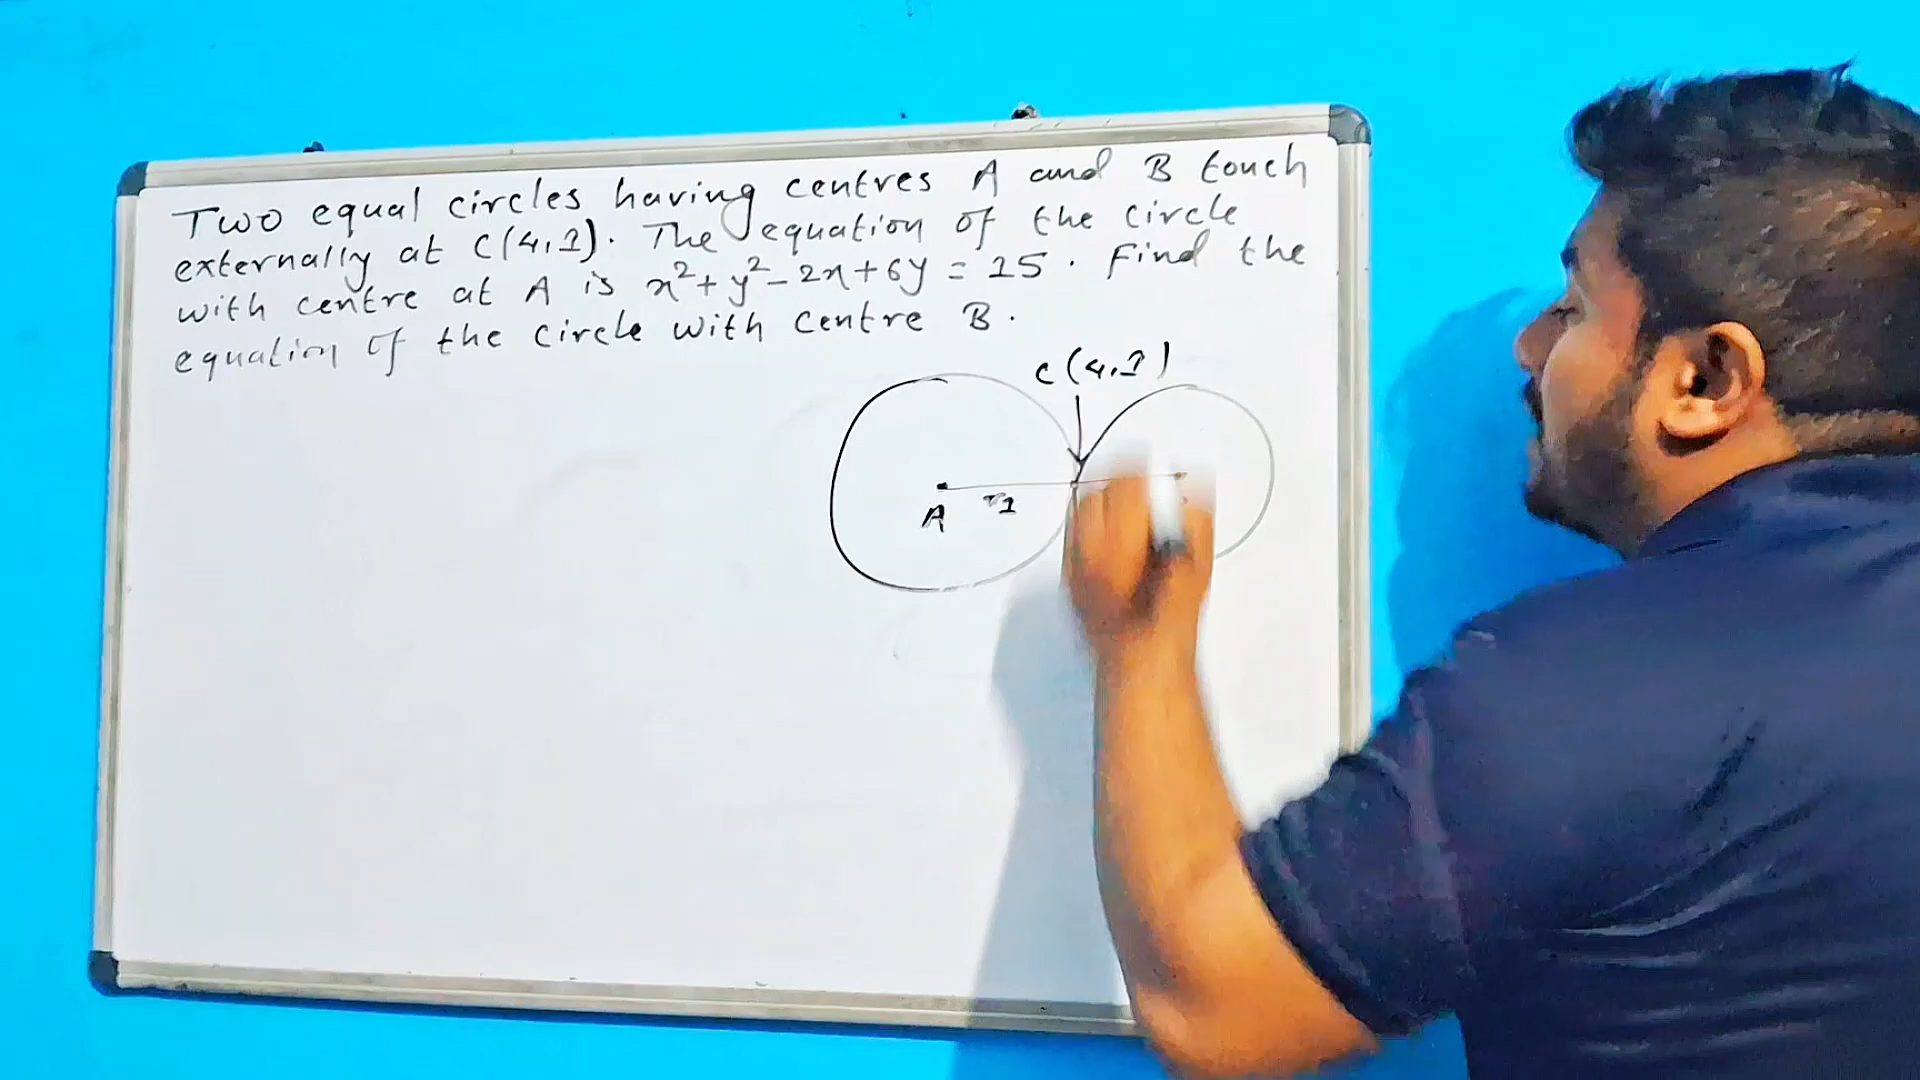 Two equal circles having centres A and B touch
externally at C(4,1). The equation of the circle
with centre at A is x²+y²-2x+6y = 15. Find the
equation of the circle with centre B.
C(4,1)
A r1